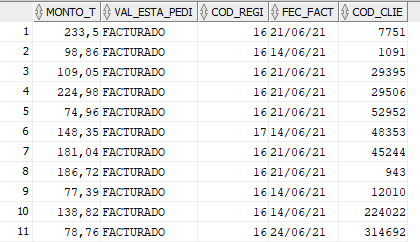 MONTO_T VAL_ESTA_PEDI COD_REGI FEC_FACT COD_CLIE
1 233,5 FACTURADO 16 21/06/21 7751
2 98,86 FACTURADO 16 14/06/21 1091
3 109,05 FACTURADO 16 21/06/21 29395
4 224,98 FACTURADO 16 21/06/21 29506
5 74,96 FACTURADO 16 21/06/21 52952
6 148,35 FACTURADO 17 14/06/21 48353
7 181,04 FACTURADO 16 21/06/21 45244
8 186,72 FACTURADO 16 21/06/21 943
9 77,39 FACTURADO 16 14/06/21 12010
10 138,82 FACTURADO 16 14/06/21 224022
11 78,76 FACTURADO 16 24/06/21 314692